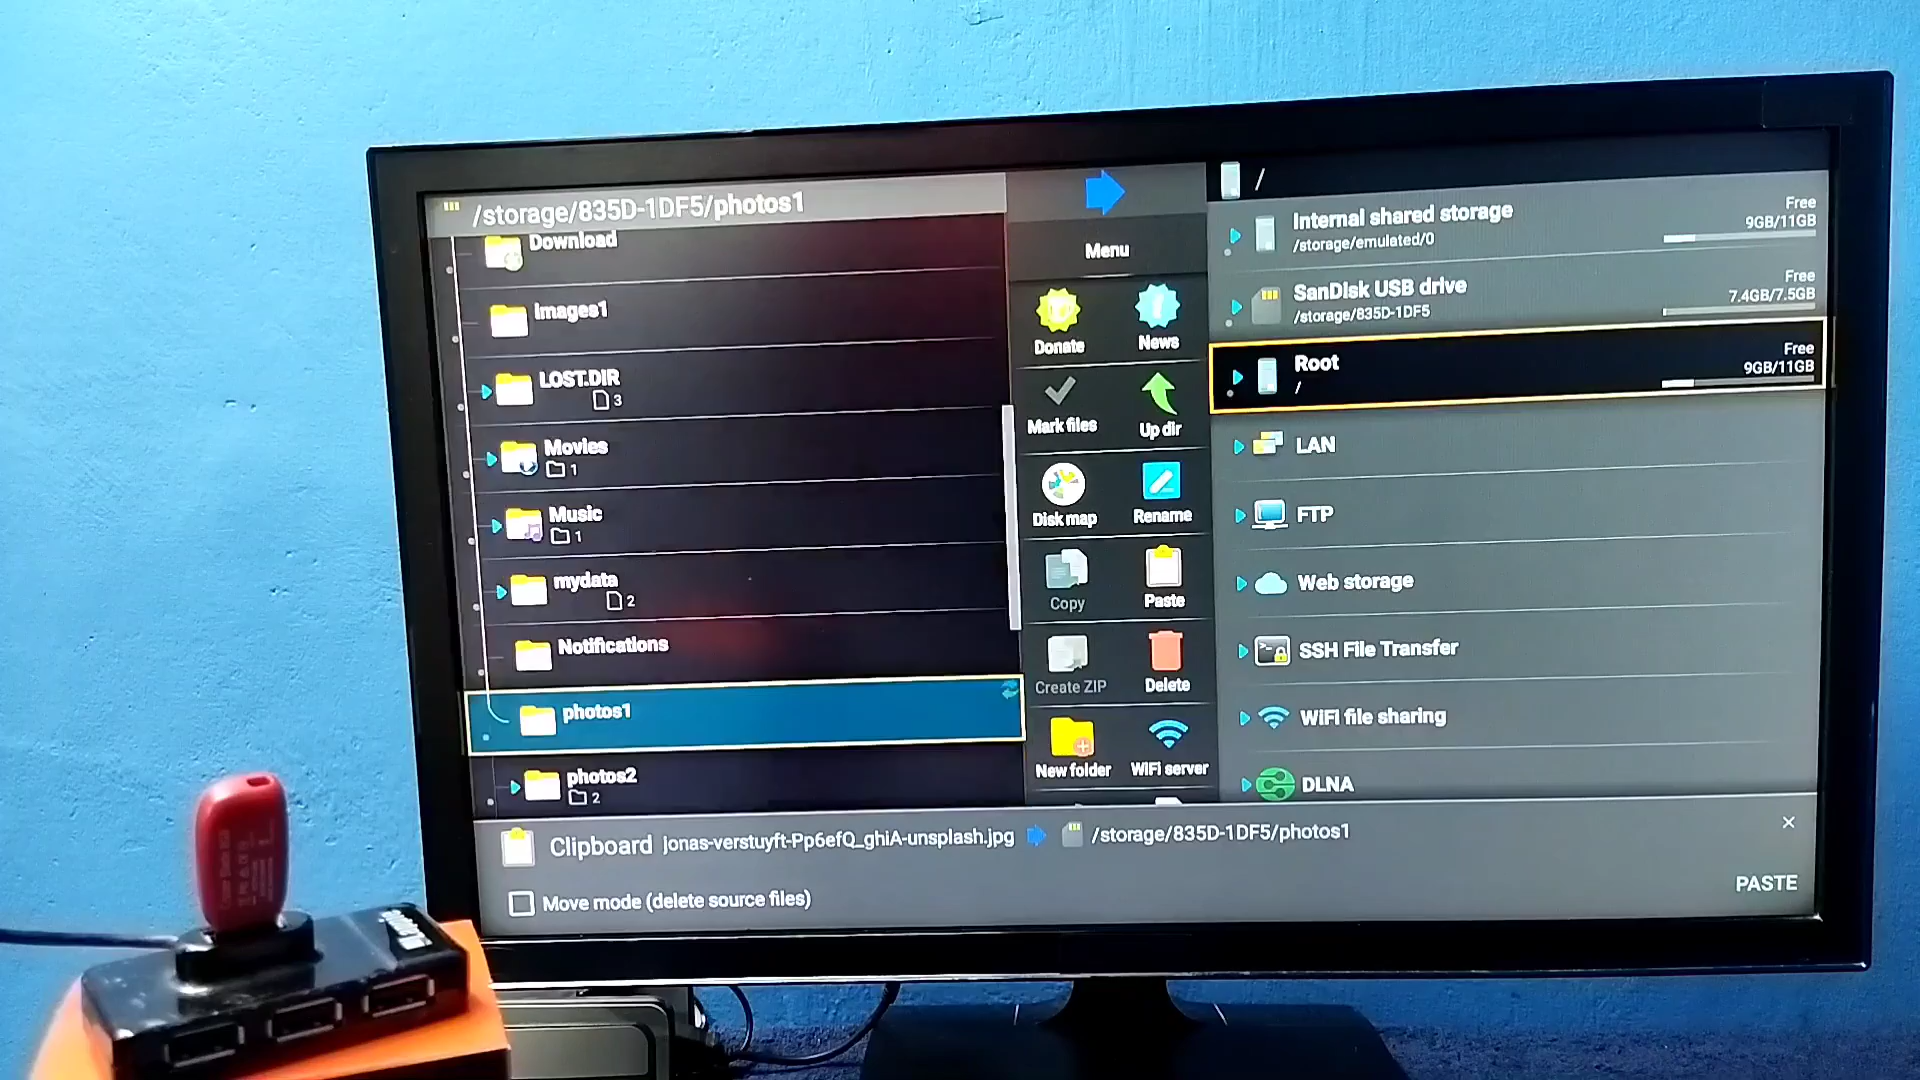 /storage/835D-1DF5/photos1
Download
images1
LOST.DIR
3
Movies
1
Music
1
mydata
2
Notifications
photos1
photos2
2
Menu
Donate
News
Mark files
Up dir
Disk map
Rename
Copy
Paste
Create ZIP
Delete
New folder
WiFi server
/
Internal shared storage
/storage/emulated/0
Free
9GB/11GB
SanDisk USB drive
/storage/835D-1DF5
Free
7.4GB/7.5GB
Root
/
Free
9GB/11GB
LAN
FTP
Web storage
SSH File Transfer
WiFi file sharing
DLNA
Clipboard jonas-verstuyft-Pp6efQ_ghiA-unsplash.jpg /storage/835D-1DF5/photos1
Move mode (delete source files)
PASTE